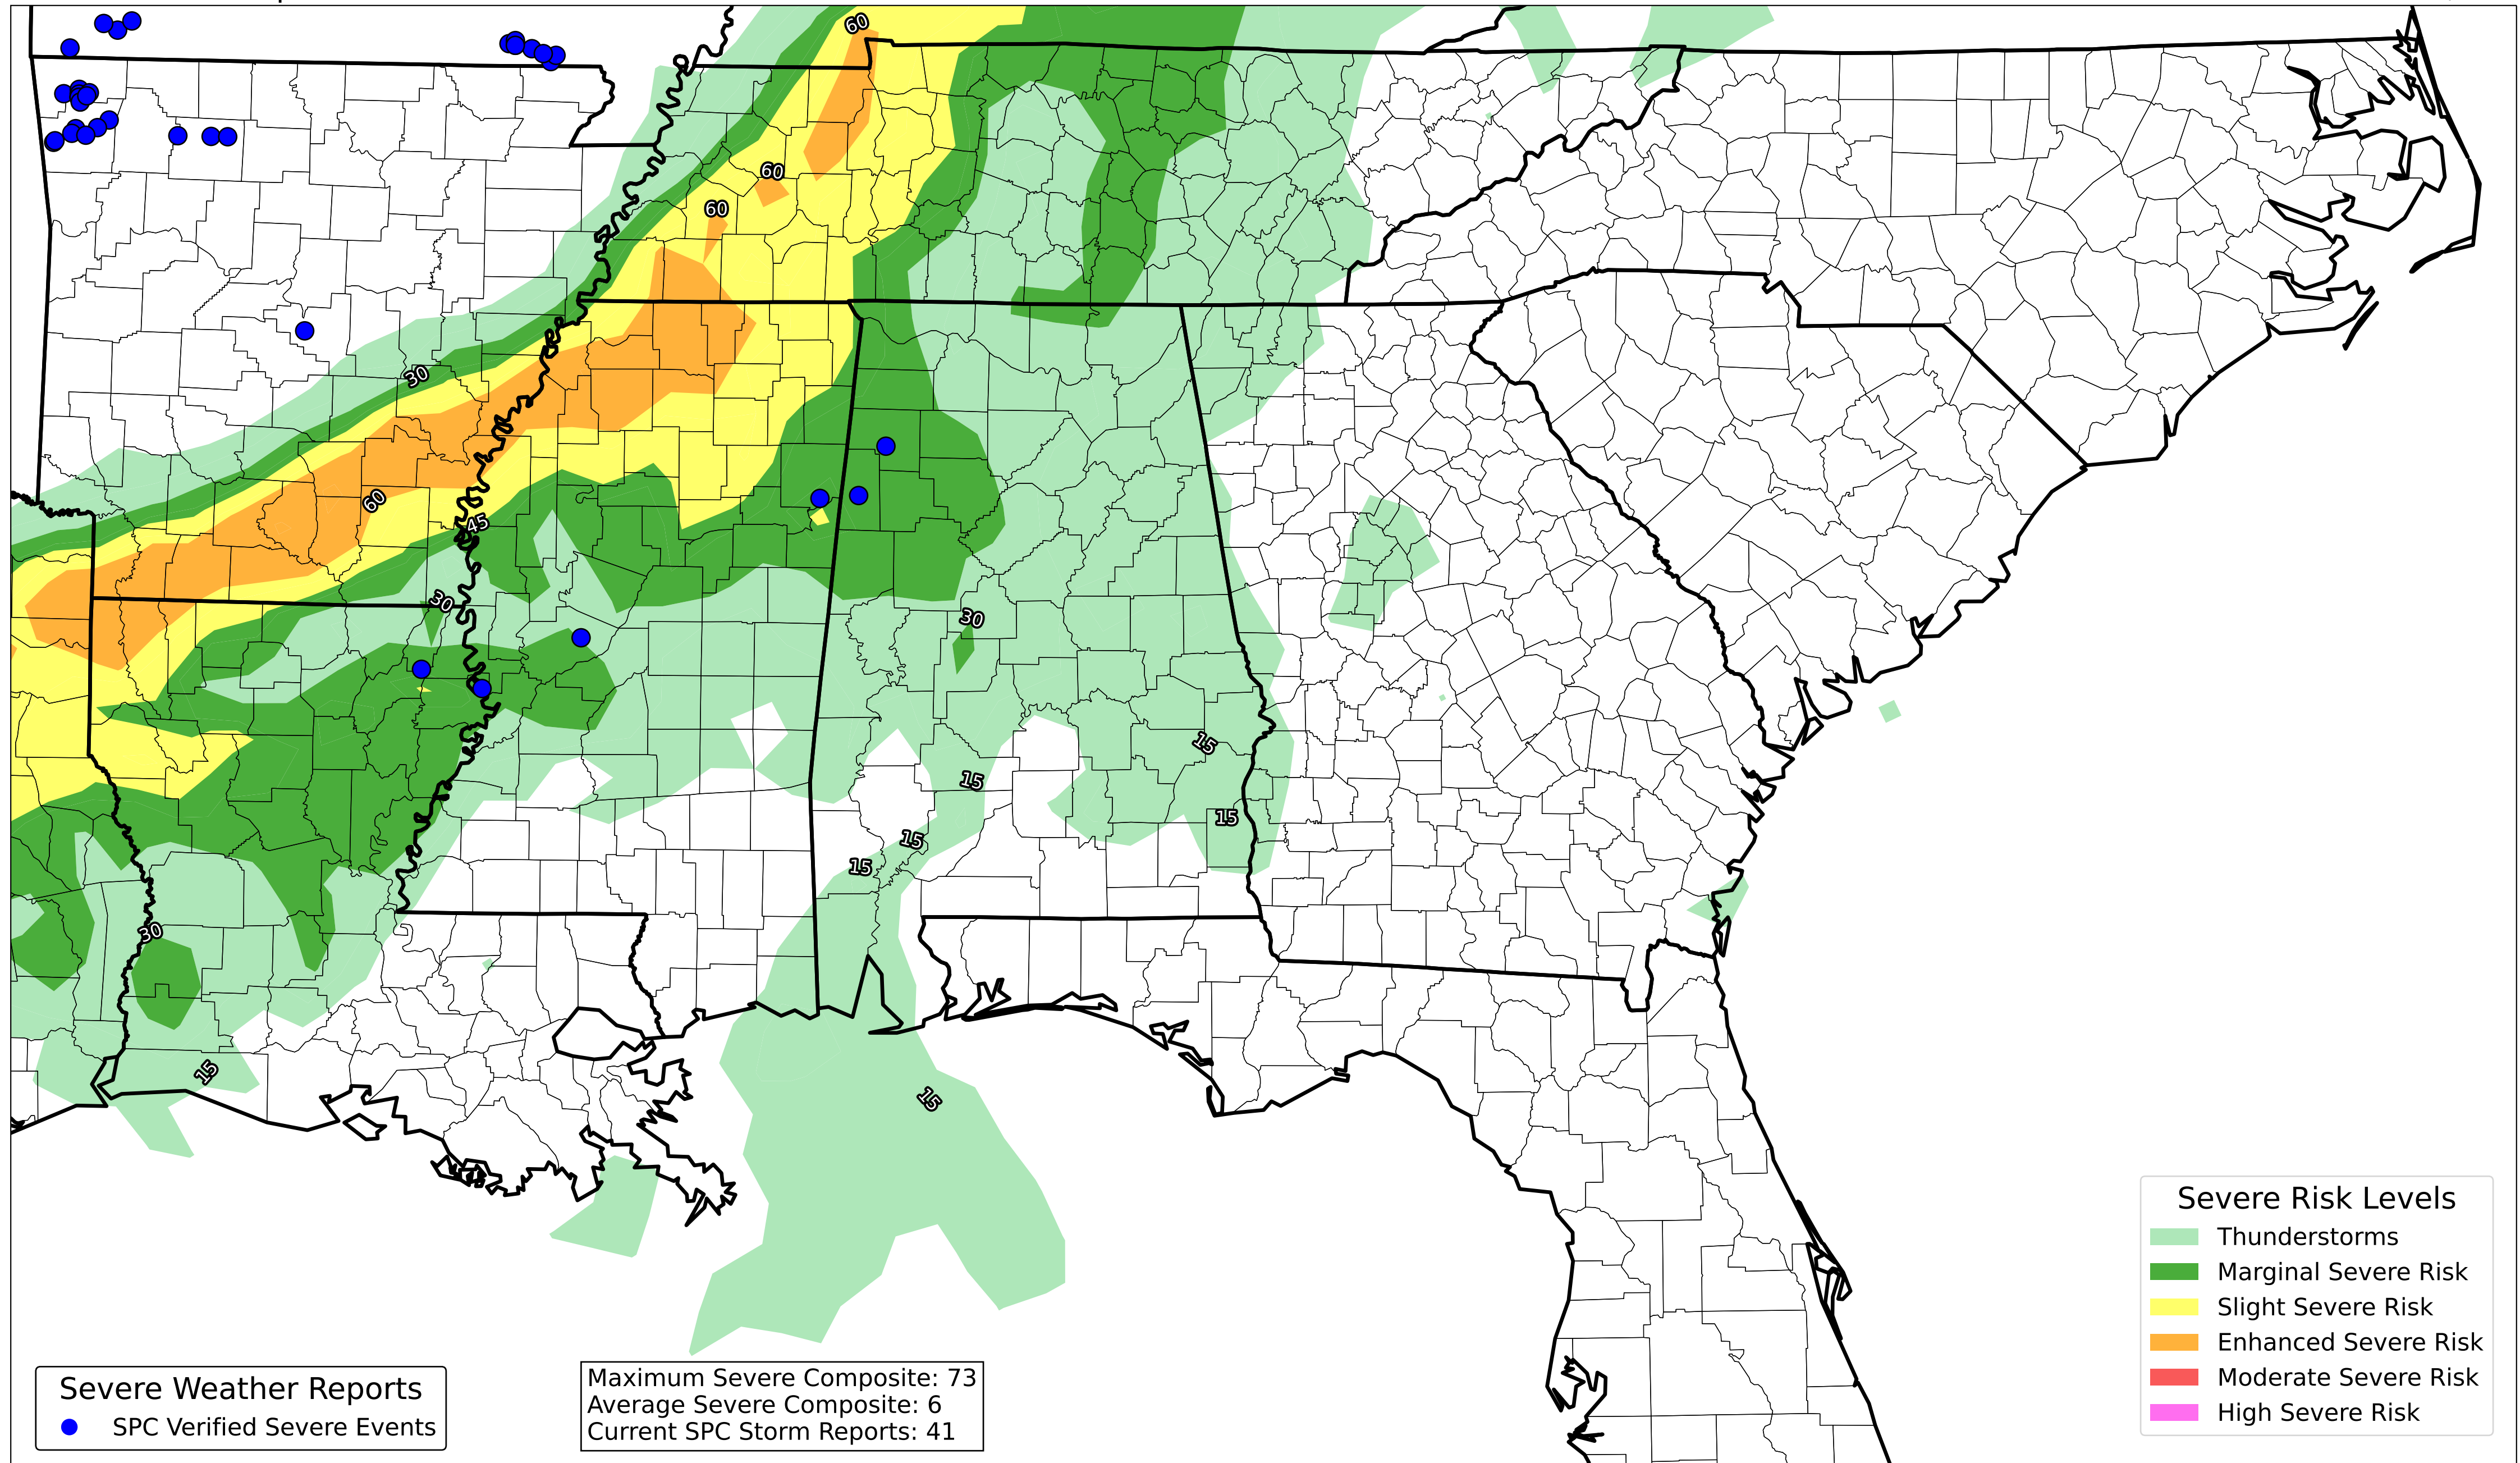 60
60
60
30
60
45
30
30
15
15
15
15
15
30
15
15
Severe Risk Levels
Thunderstorms
Marginal Severe Risk
Slight Severe Risk
Enhanced Severe Risk
Moderate Severe Risk
High Severe Risk
Severe Weather Reports
SPC Verified Severe Events
Maximum Severe Composite: 73
Average Severe Composite: 6
Current SPC Storm Reports: 41